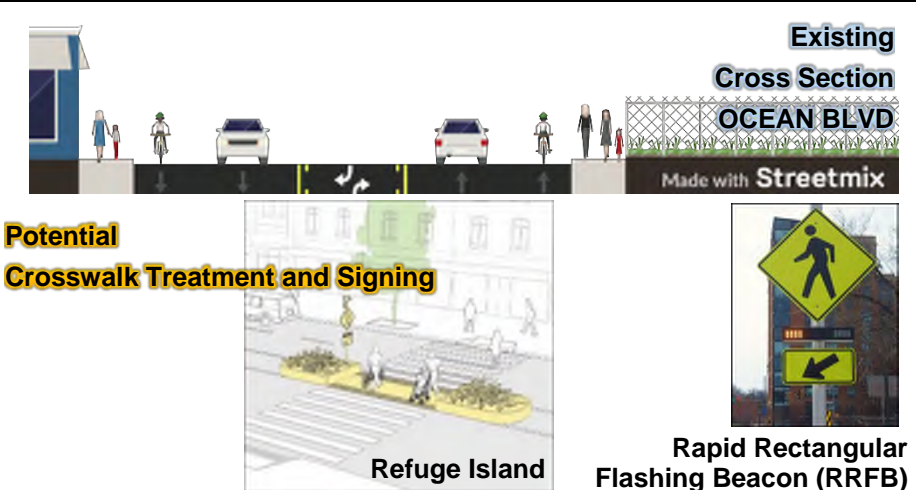 Existing
Cross Section
OCEAN BLVD
Made with Streetmix
Potential
Crosswalk Treatment and Signing
Refuge Island
Rapid Rectangular
Flashing Beacon (RRFB)